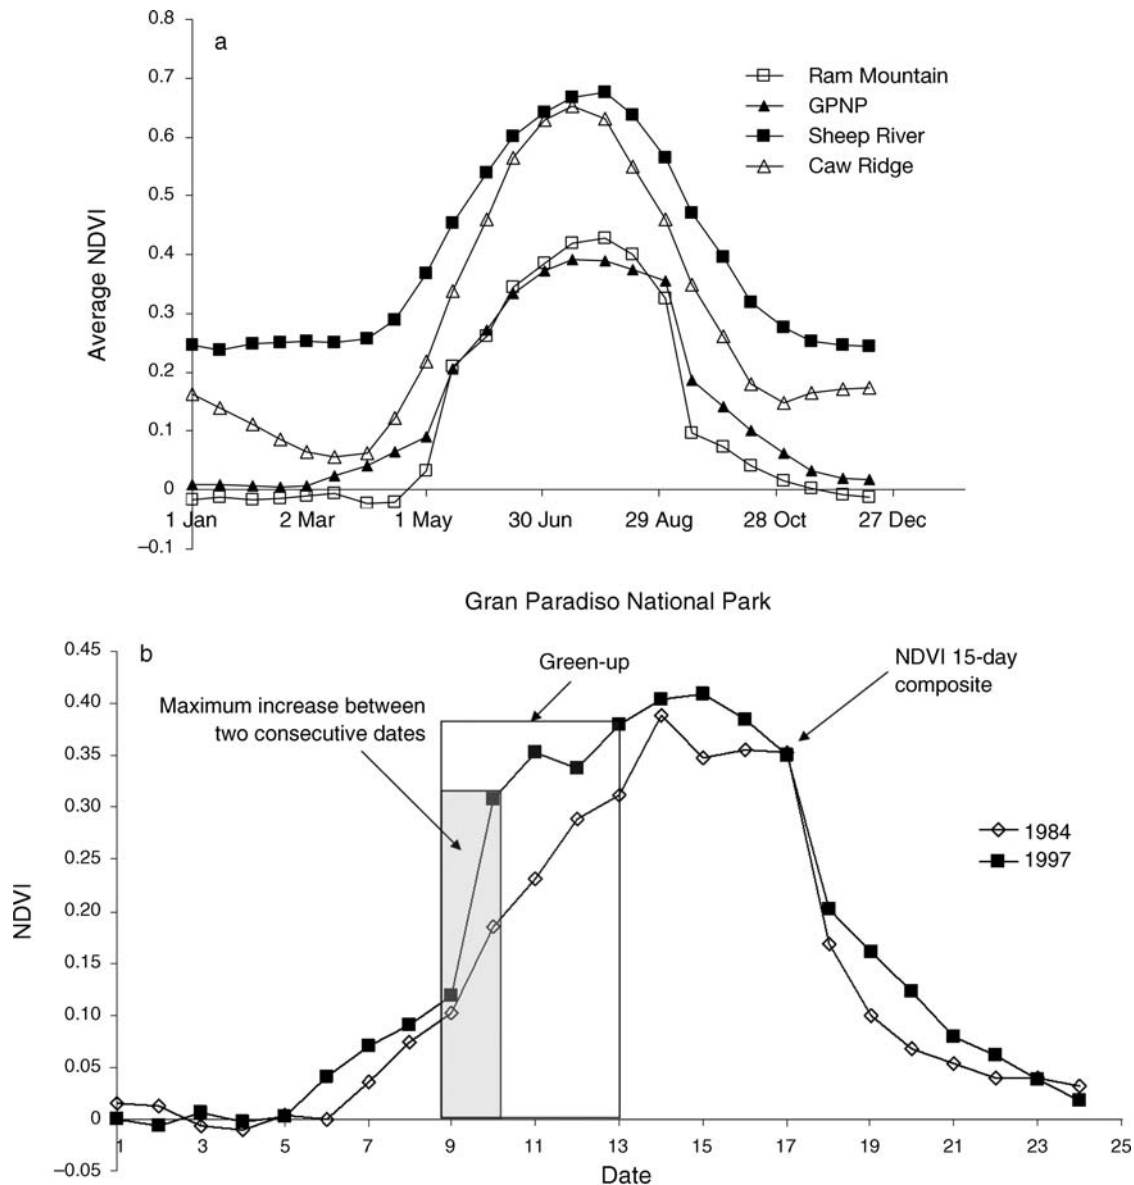 a
0.8
0.7
0.6
0.5
0.4
0.3
0.2
0.1
0
–0.1
Average NDVI
Ram Mountain
GPNP
Sheep River
Caw Ridge
1 Jan
2 Mar
1 May
30 Jun
29 Aug
28 Oct
27 Dec
Gran Paradiso National Park
b
0.45
0.40
0.35
0.30
0.25
0.20
0.15
0.10
0.05
0
–0.05
NDVI
Green-up
NDVI 15-day
composite
Maximum increase between
two consecutive dates
1984
1997
1
3
5
7
9
11
13
15
17
19
21
23
25
Date